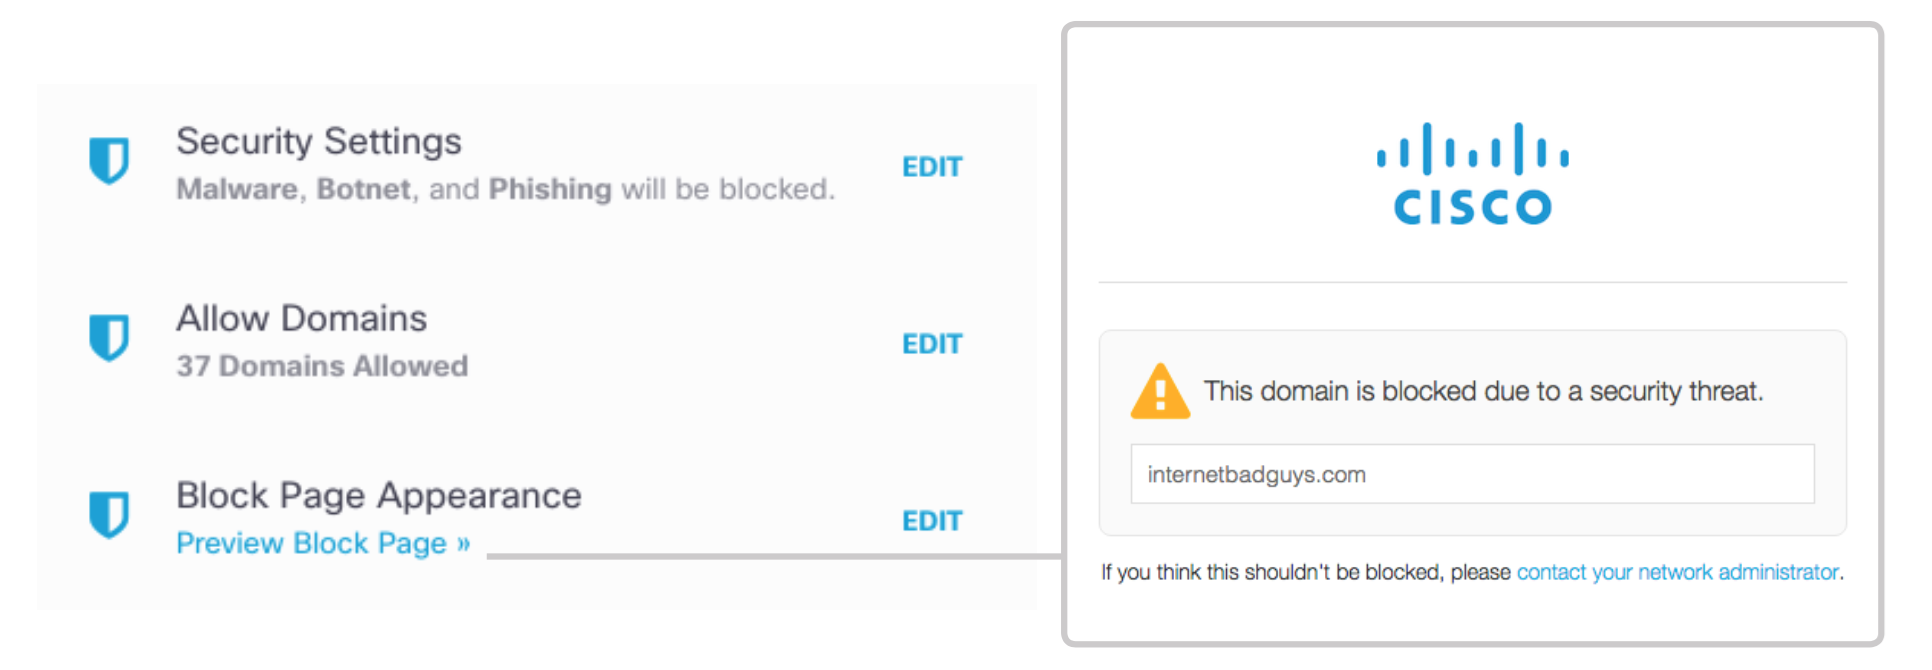 Security Settings
Malware, Botnet, and Phishing will be blocked.
EDIT
Allow Domains
37 Domains Allowed
EDIT
Block Page Appearance
Preview Block Page »
EDIT
CISCO
This domain is blocked due to a security threat.
internetbadguys.com
If you think this shouldn't be blocked, please contact your network administrator.